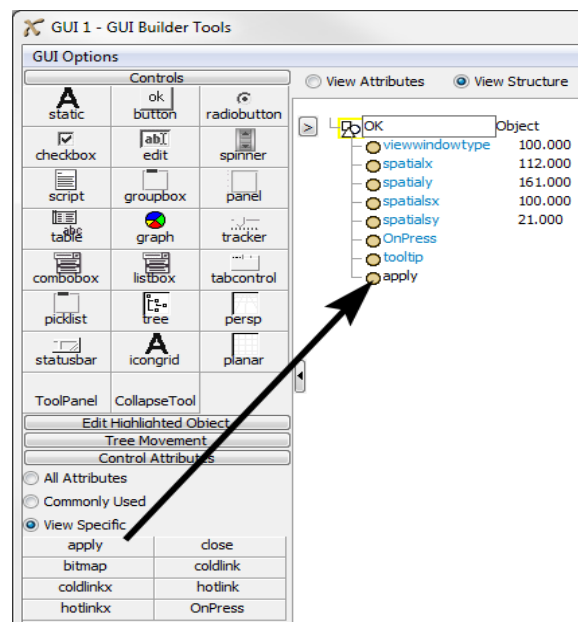 GUI 1 - GUI Builder Tools
GUI Options
Controls
View Attributes View Structure
A ok
static button radiobutton
ab
checkbox edit spinner
script groupbox panel
abc
table graph tracker
combobox listbox tabcontrol
picklist tree persp
A
statusbar icongrid planar
ToolPanel CollapseTool
Edit Highlighted Object
Tree Movement
Control Attributes
All Attributes
Commonly Used
View Specific
apply close
bitmap coldlink
coldlinkx hotlink
hotlinkx OnPress
> OK Object
viewwindowtype 100.000
spatialx 112.000
spatialy 161.000
spatialsx 100.000
spatialsy 21.000
OnPress
tooltip
apply